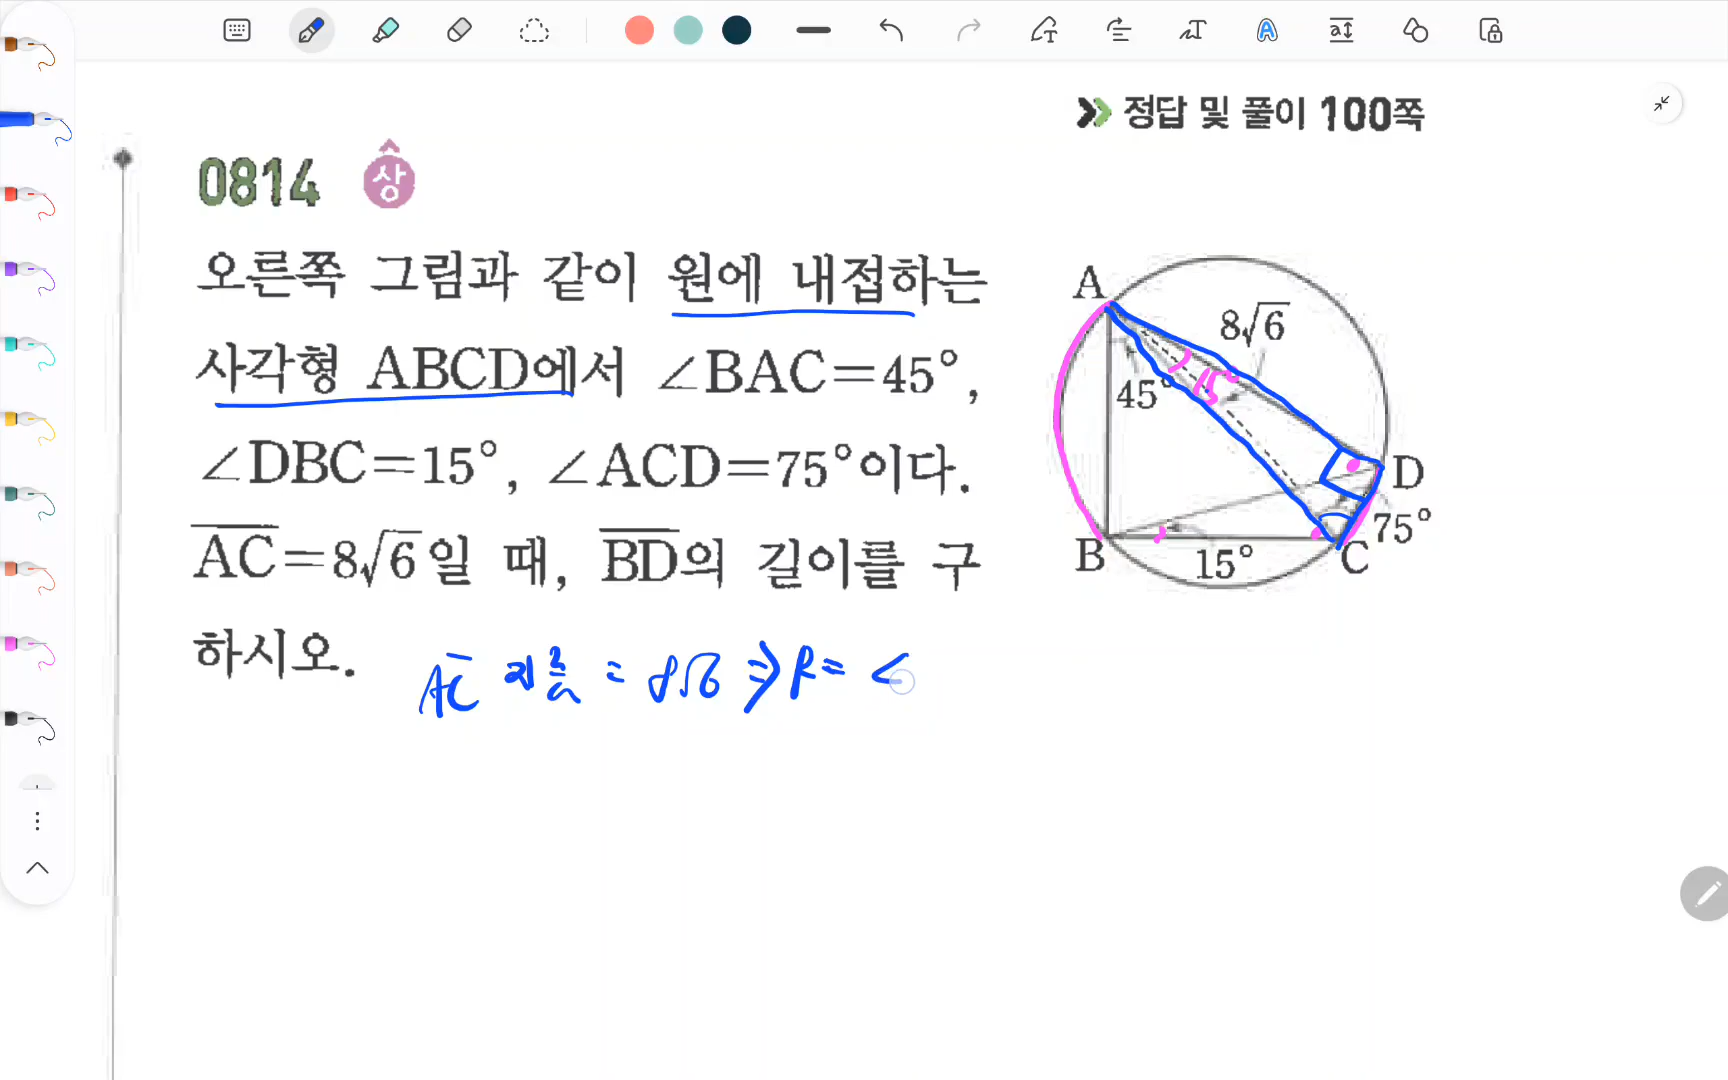 정답 및 풀이 100쪽
0814 상
오른쪽 그림과 같이 원에 내접하는
사각형 ABCD에서 ∠BAC=45°,
∠DBC=15°, ∠ACD=75°이다.
AC=8√6일 때, BD의 길이를 구
하시오.
A
8√6
45°
15
D
75°
B
15°
C
AC 지름 = 8√6 ⇒ R=